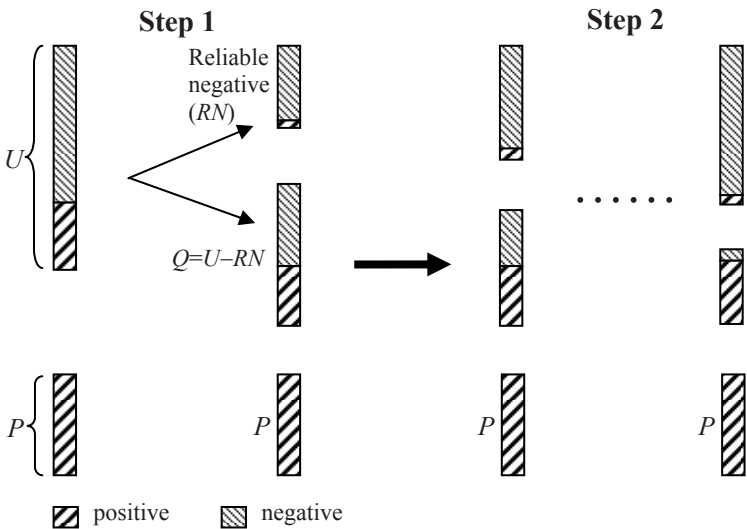 Step 1
Step 2
Reliable
negative
(RN)
U
Q=U–RN
......
P
P
P
P
positive
negative